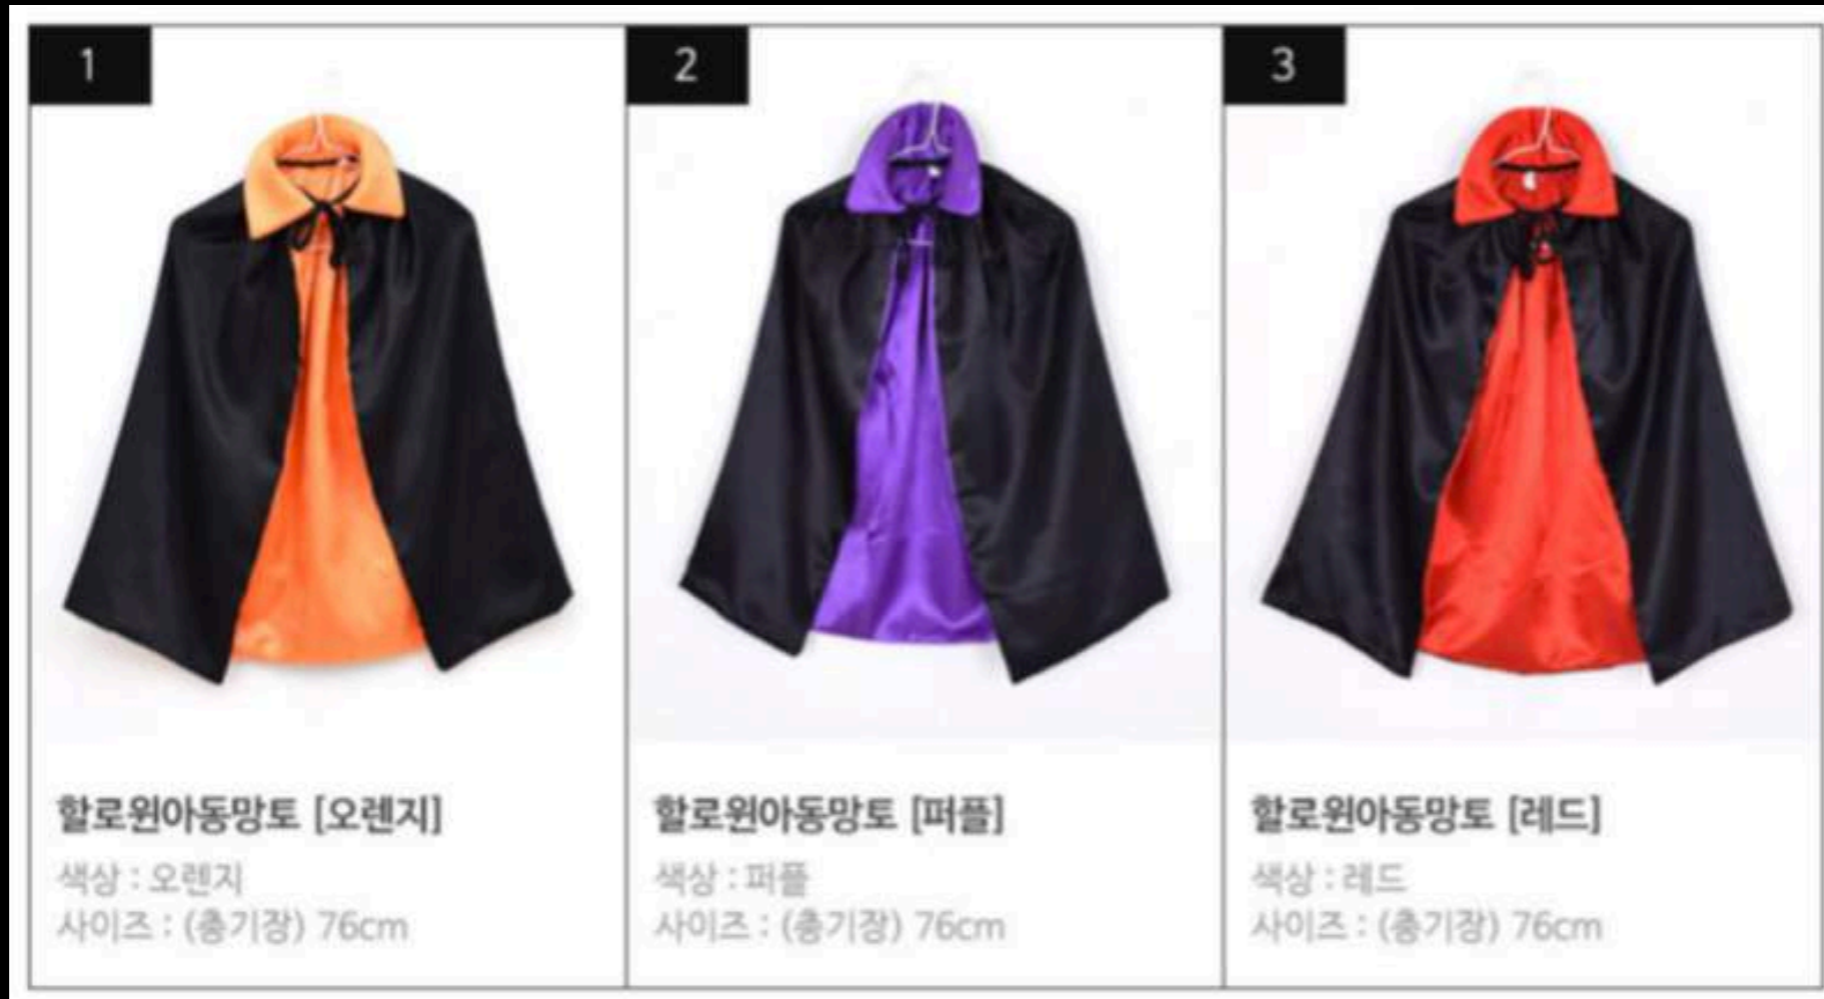 1
할로윈아동망토 [오렌지]
색상 : 오렌지
사이즈 : (총기장) 76cm
2
할로윈아동망토 [퍼플]
색상 : 퍼플
사이즈 : (총기장) 76cm
3
할로윈아동망토 [레드]
색상 : 레드
사이즈 : (총기장) 76cm